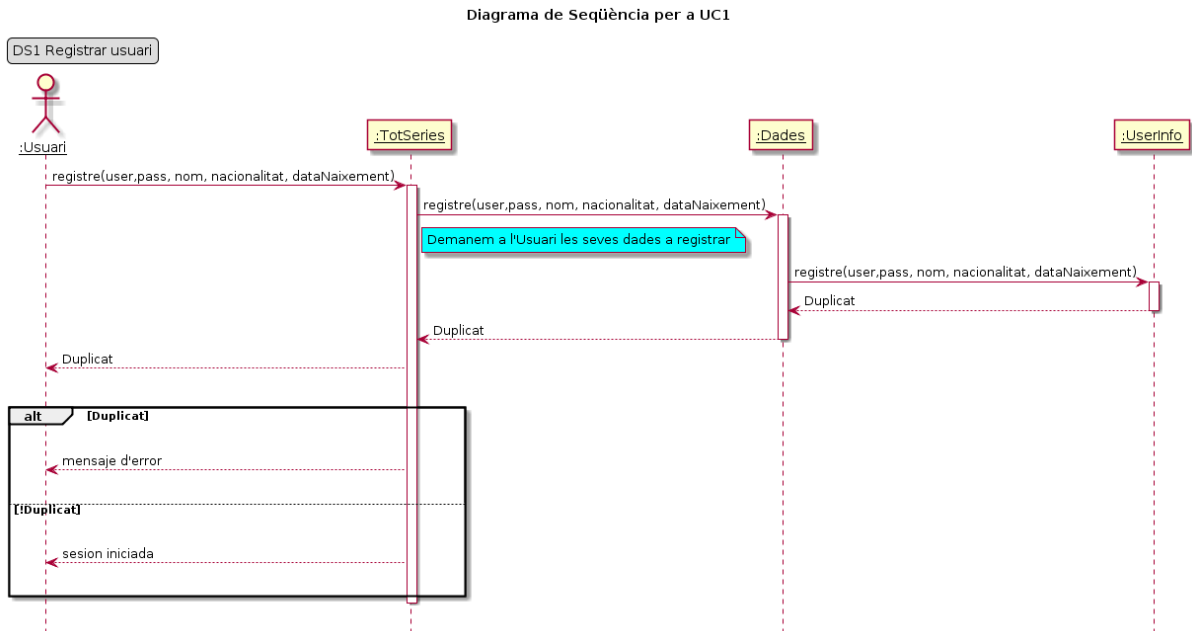 Diagrama de Seqüència per a UC1
DS1 Registrar usuari
:Usuari
:TotSeries
:Dades
:UserInfo
registre(user,pass, nom, nacionalitat, dataNaixement)
registre(user,pass, nom, nacionalitat, dataNaixement)
Demanem a l'Usuari les seves dades a registrar
registre(user,pass, nom, nacionalitat, dataNaixement)
Duplicat
Duplicat
Duplicat
alt [Duplicat]
mensaje d'error
[!Duplicat]
sesion iniciada